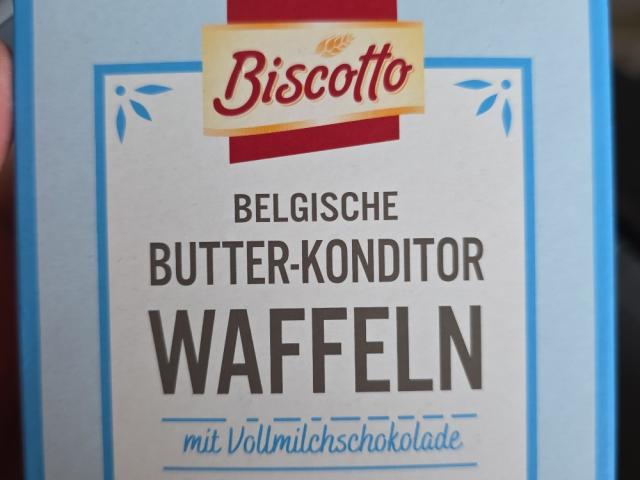 Biscotto
BELGISCHE
BUTTER-KONDITOR
WAFFELN
mit Vollmilchschokolade